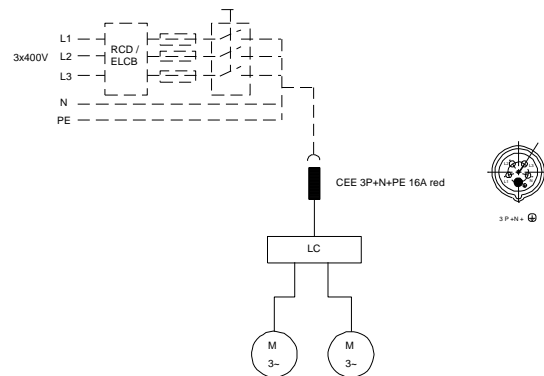 L1
RCD /
ELCB
3x400V
L2
L3
N
PE
CEE 3P+N+PE 16A red
3 P +N +
LC
M
3~
M
3~